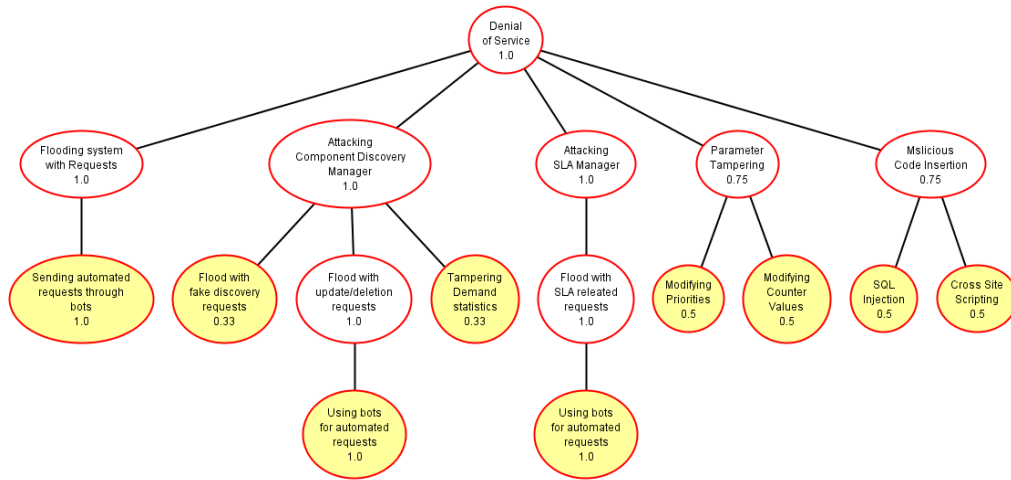 Denial
of Service
1.0
Flooding system
with Requests
1.0
Attacking
Component Discovery
Manager
1.0
Attacking
SLA Manager
1.0
Parameter
Tampering
0.75
Mslicious
Code Insertion
0.75
Sending automated
requests through
bots
1.0
Flood with
fake discovery
requests
0.33
Flood with
update/deletion
requests
1.0
Tampering
Demand
statistics
0.33
Flood with
SLA releated
requests
1.0
Modifying
Priorities
0.5
Modifying
Counter
Values
0.5
SQL
Injection
0.5
Cross Site
Scripting
0.5
Using bots
for automated
requests
1.0
Using bots
for automated
requests
1.0